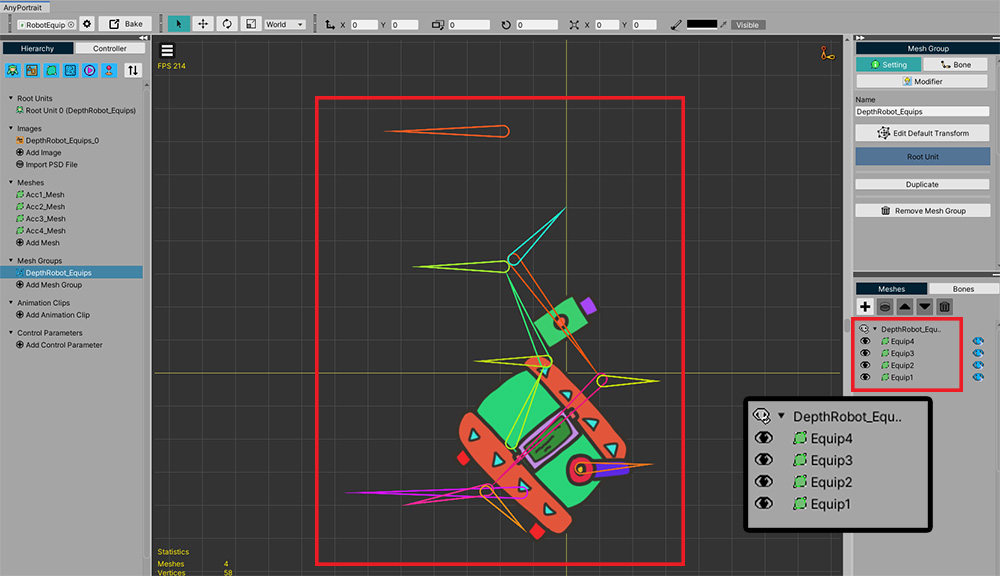 AnyPortrait
RobotEquip
Bake
World
X 0 Y 0
0
0
X 0 Y 0
Visible
Hierarchy
Controller
Root Units
Root Unit 0 (DepthRobot_Equips)
Images
DepthRobot_Equips_0
Add Image
Import PSD File
Meshes
Acc1_Mesh
Acc2_Mesh
Acc3_Mesh
Acc4_Mesh
Add Mesh
Mesh Groups
DepthRobot_Equips
Add Mesh Group
Animation Clips
Add Animation Clip
Control Parameters
Add Control Parameter
FPS 214
Statistics
Meshes 4
Vertices 58
Mesh Group
Setting
Bone
Modifier
Name
DepthRobot_Equips
Edit Default Transform
Root Unit
Duplicate
Remove Mesh Group
Meshes
Bones
DepthRobot_Equ..
Equip4
Equip3
Equip2
Equip1
DepthRobot_Equ..
Equip4
Equip3
Equip2
Equip1